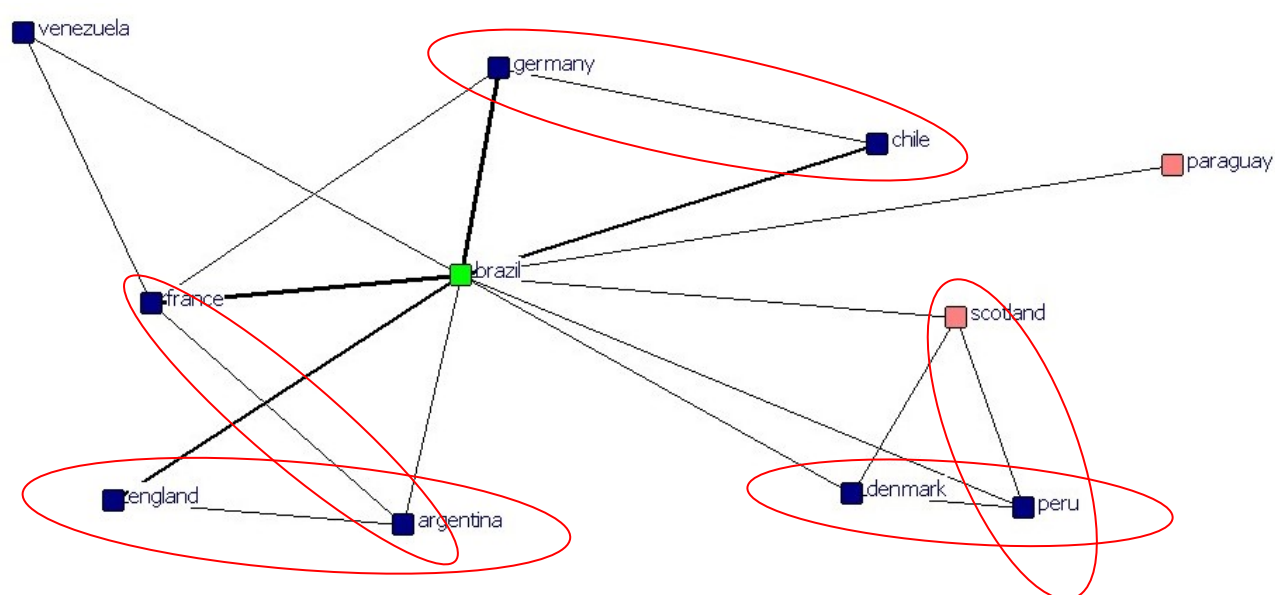 venezuela
germany
chile
paraguay
brazil
france
scotland
england
argentina
denmark
peru